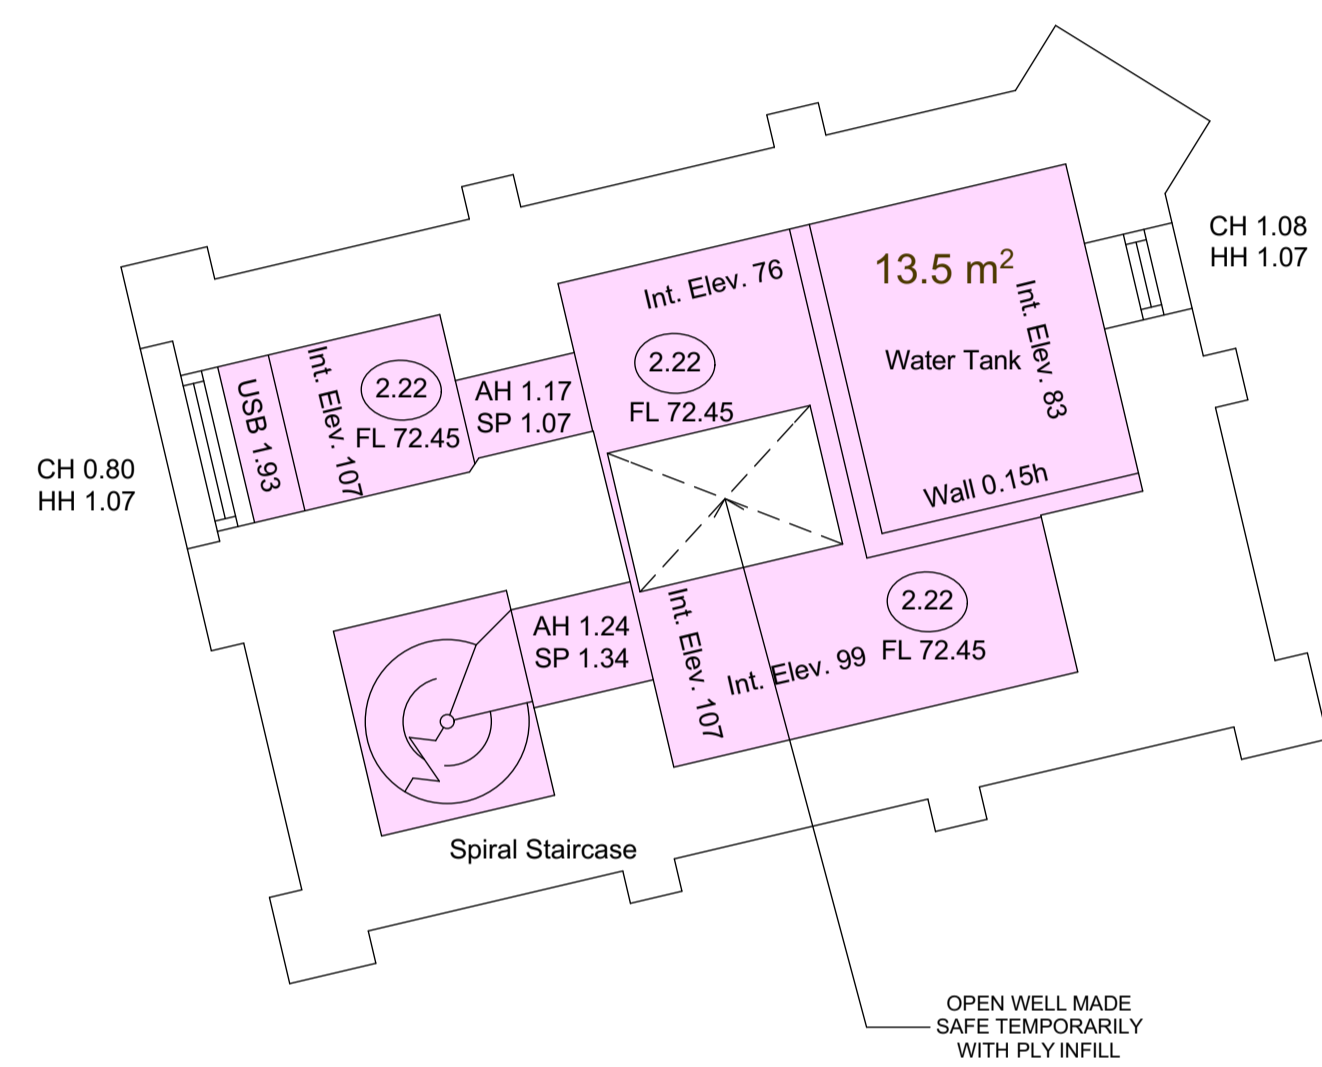 CH 1.08
HH 1.07
Int. Elev. 76
13.5 m²
Int. Elev. 83
2.22
FL 72.45
Water Tank
Wall 0.15h
USB 1.93
Int. Elev. 107
2.22
FL 72.45
AH 1.17
SP 1.07
CH 0.80
HH 1.07
AH 1.24
SP 1.34
Int. Elev. 107
Int. Elev. 99
2.22
FL 72.45
Spiral Staircase
OPEN WELL MADE
SAFE TEMPORARILY
WITH PLY INFILL